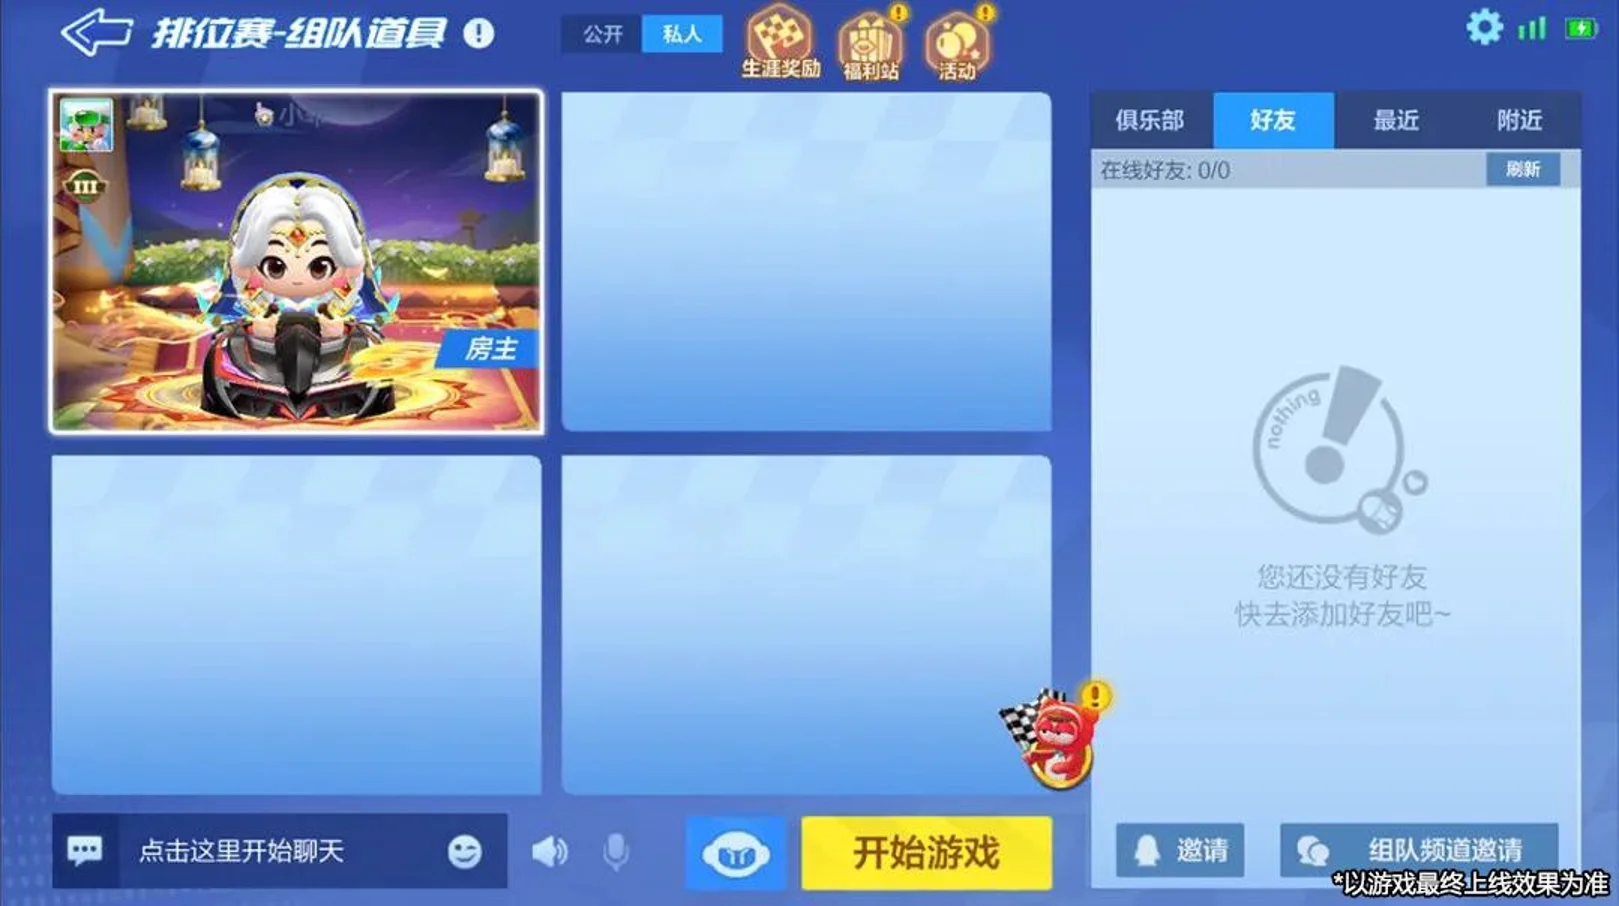 排位赛-组队道具
公开
私人
生涯奖励
福利站
活动
III
房主
俱乐部
好友
最近
附近
在线好友: 0/0
刷新
nothing
您还没有好友
快去添加好友吧~
点击这里开始聊天
开始游戏
邀请
组队频道邀请
*以游戏最终上线效果为准